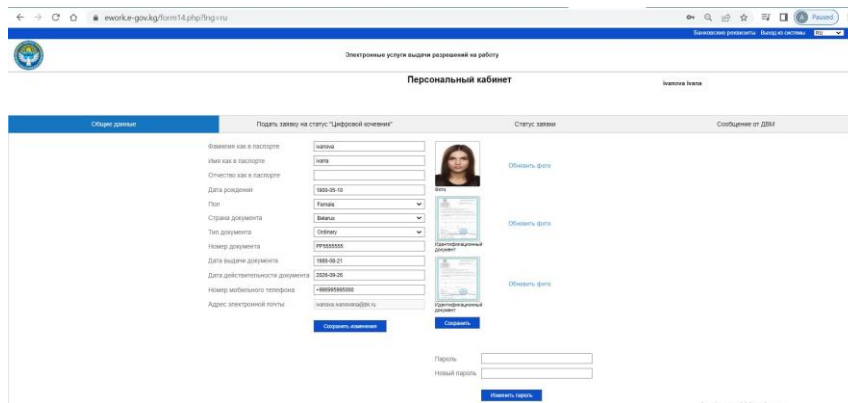 ework.e-gov.kg/form14.php?lng=ru
Paused
Банковские реквизиты Выход из системы RU
Электронные услуги выдачи разрешений на работу
Персональный кабинет
ivanova ivana
Общие данные
Подать заявку на статус "Цифровой кочевник"
Статус заявки
Сообщение от ДВМ
Фамилия как в паспорте ivanova
Имя как в паспорте ivana
Отчество как в паспорте
Дата рождения 1988-05-10
Пол Female
Страна документа Belarus
Тип документа Ordinary
Номер документа PP5555555
Дата выдачи документа
Дата действительности документа
Номер мобильного телефона
Адрес электронной почты
Сохранить изменения
Обновить фото
Фото
Обновить фото
Идентификационный документ
Обновить фото
Идентификационный документ
Сохранить
Пароль
Новый пароль
Изменить пароль